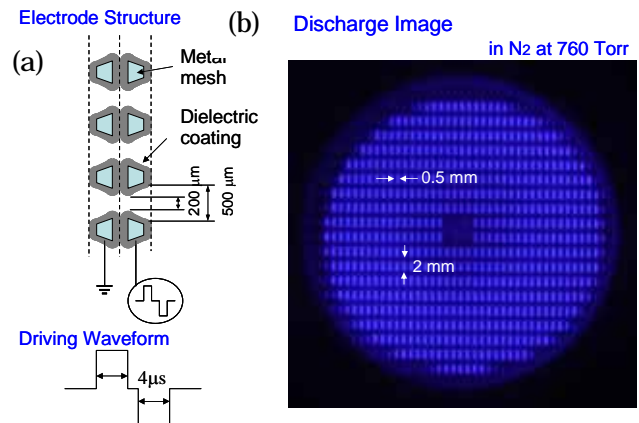 Electrode Structure
(a)
Metal
mesh
Dielectric
coating
200 µm
500 µm
Driving Waveform
4µs
(b)
Discharge Image
in N2 at 760 Torr
0.5 mm
2 mm